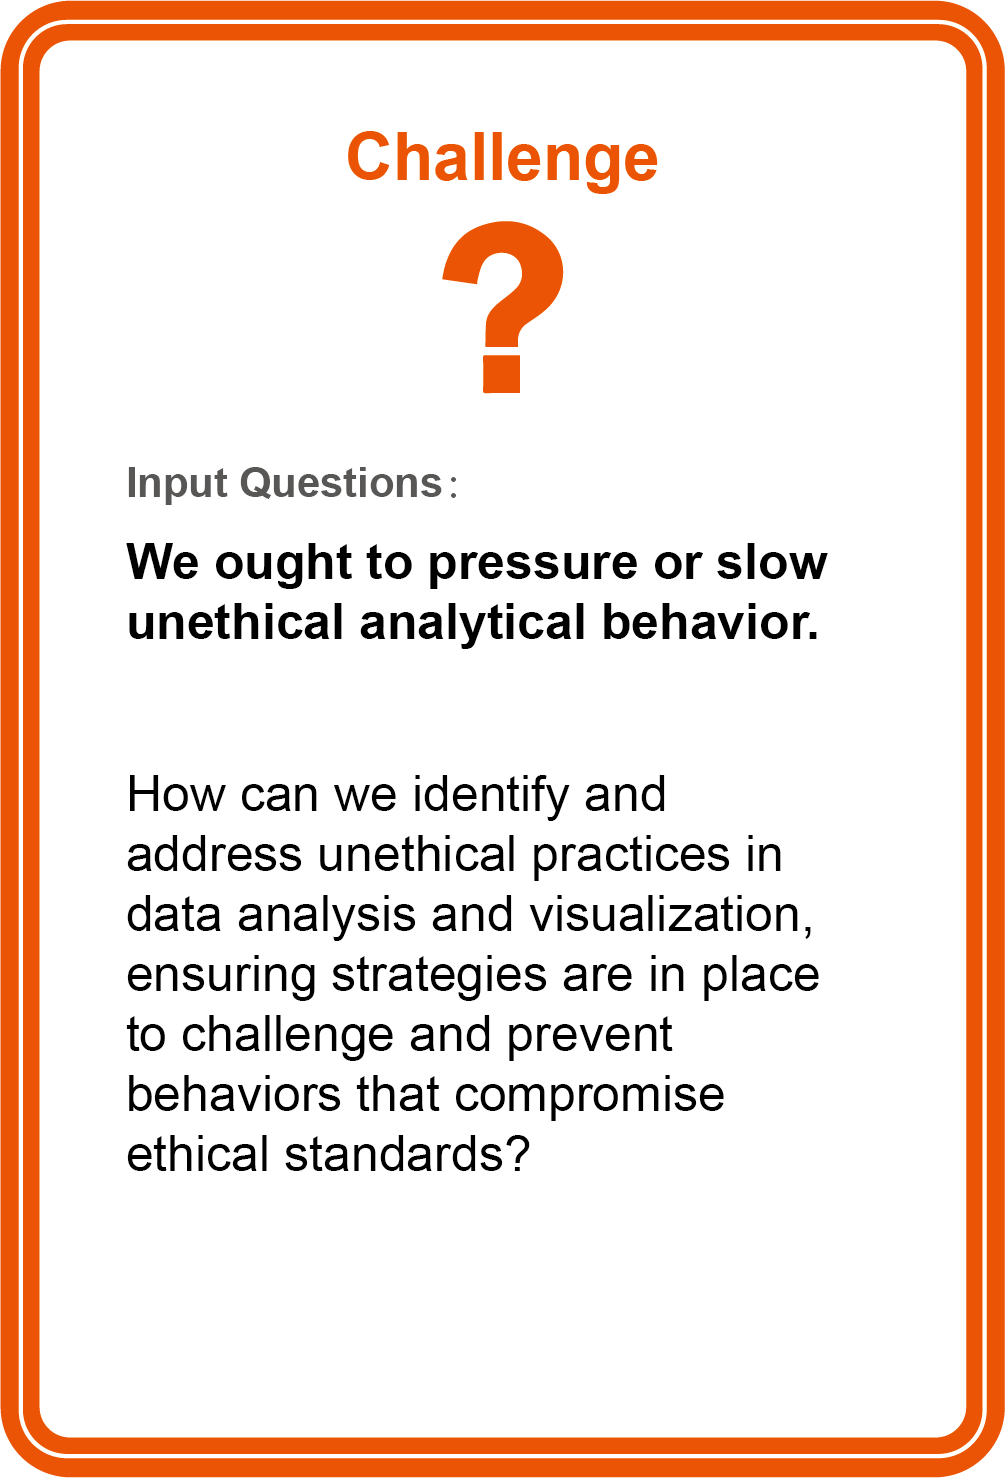 Challenge
?
Input Questions:
We ought to pressure or slow
unethical analytical behavior.
How can we identify and
address unethical practices in
data analysis and visualization,
ensuring strategies are in place
to challenge and prevent
behaviors that compromise
ethical standards?